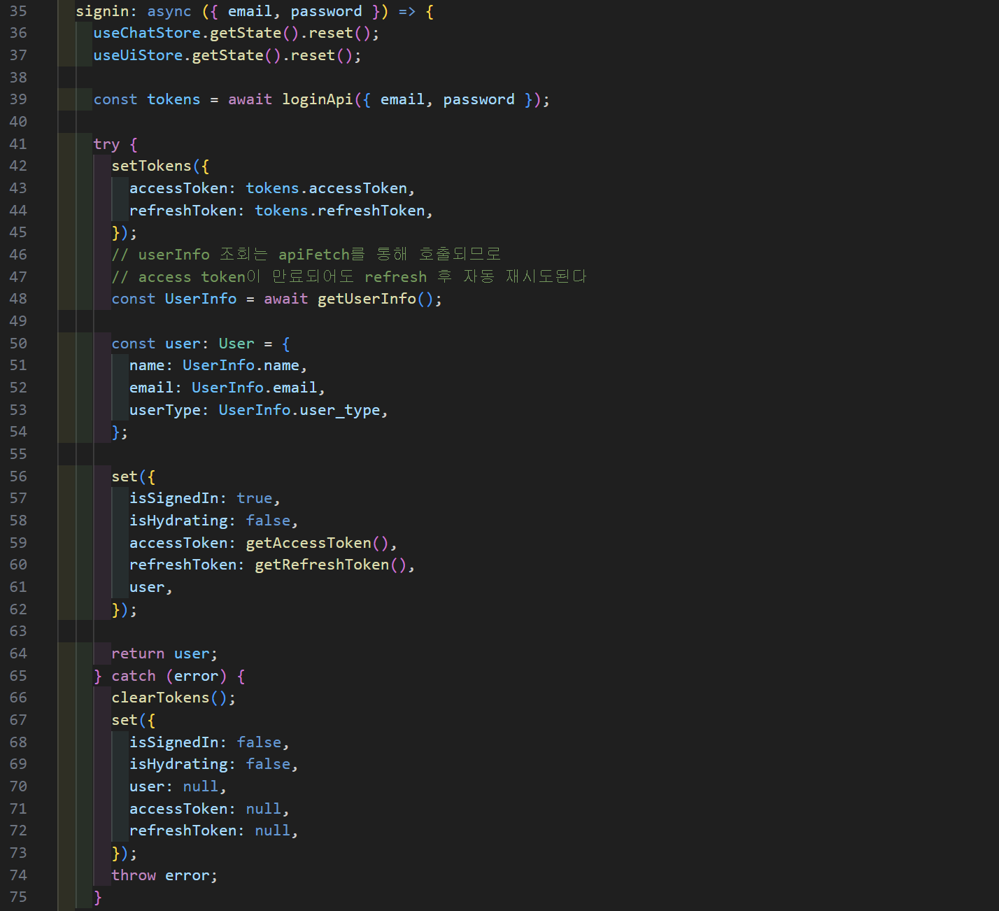 35 signin: async ({ email, password }) => {
36 useChatStore.getState().reset();
37 useUiStore.getState().reset();
38
39 const tokens = await loginApi({ email, password });
40
41 try {
42 setTokens({
43 accessToken: tokens.accessToken,
44 refreshToken: tokens.refreshToken,
45 });
46 // userInfo 조회는 apiFetch를 통해 호출되므로
47 // access token이 만료되어도 refresh 후 자동 재시도된다
48 const UserInfo = await getUserInfo();
49
50 const user: User = {
51 name: UserInfo.name,
52 email: UserInfo.email,
53 userType: UserInfo.user_type,
54 };
55
56 set({
57 isSignedIn: true,
58 isHydrating: false,
59 accessToken: getAccessToken(),
60 refreshToken: getRefreshToken(),
61 user,
62 });
63
64 return user;
65 } catch (error) {
66 clearTokens();
67 set({
68 isSignedIn: false,
69 isHydrating: false,
70 user: null,
71 accessToken: null,
72 refreshToken: null,
73 });
74 throw error;
75 }